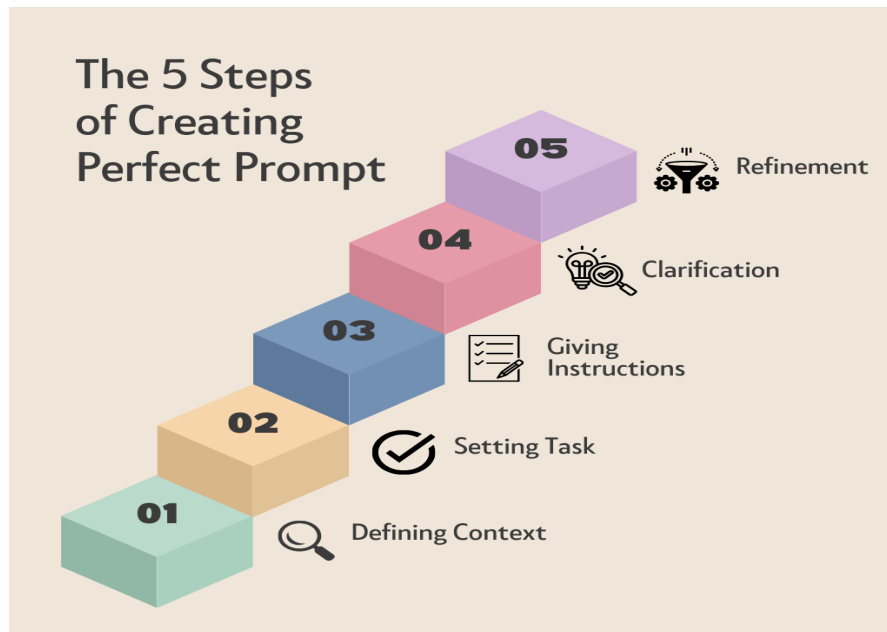 The 5 Steps
of Creating
Perfect Prompt
05
Refinement
04
Clarification
03
Giving
Instructions
02
Setting Task
01
Defining Context